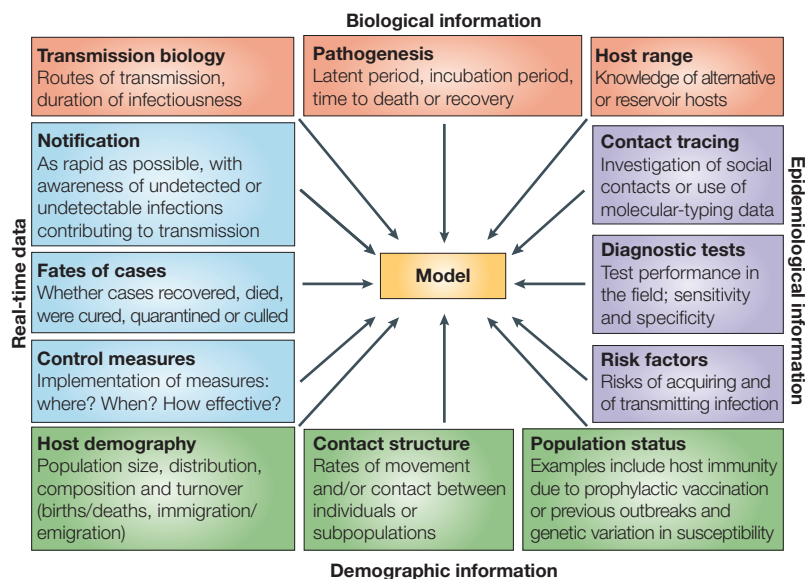 Biological information
Transmission biology
Routes of transmission,
duration of infectiousness
Pathogenesis
Latent period, incubation period,
time to death or recovery
Host range
Knowledge of alternative
or reservoir hosts
Real-time data
Notification
As rapid as possible, with
awareness of undetected or
undetectable infections
contributing to transmission
Fates of cases
Whether cases recovered, died,
were cured, quarantined or culled
Control measures
Implementation of measures:
where? When? How effective?
Model
Epidemiological information
Contact tracing
Investigation of social
contacts or use of
molecular-typing data
Diagnostic tests
Test performance in
the field; sensitivity
and specificity
Risk factors
Risks of acquiring and
of transmitting infection
Host demography
Population size, distribution,
composition and turnover
(births/deaths, immigration/
emigration)
Contact structure
Rates of movement
and/or contact between
individuals or
subpopulations
Population status
Examples include host immunity
due to prophylactic vaccination
or previous outbreaks and
genetic variation in susceptibility
Demographic information